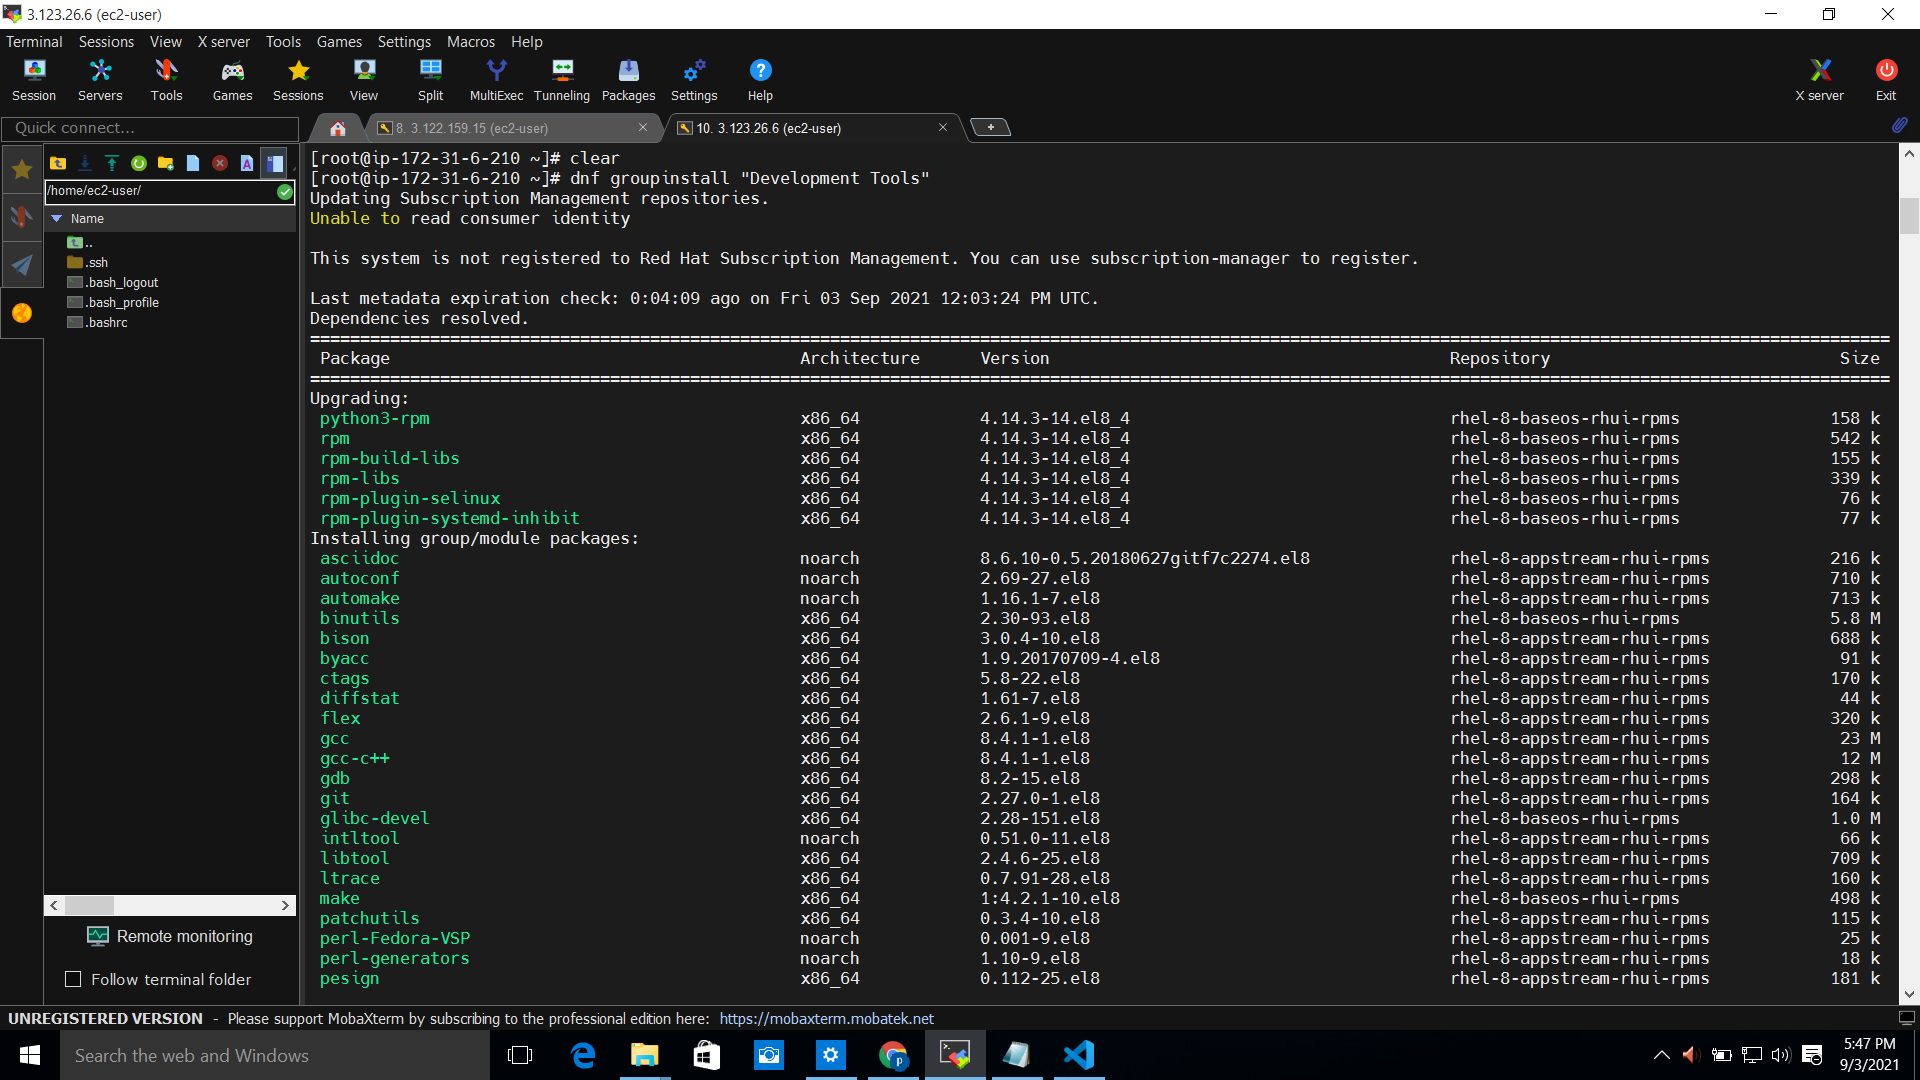 3.123.26.6 (ec2-user)
Terminal Sessions View X server Tools Games Settings Macros Help
Session Servers Tools Games Sessions View Split MultiExec Tunneling Packages Settings Help X server Exit
Quick connect...
8. 3.122.159.15 (ec2-user)
10. 3.123.26.6 (ec2-user)
/home/ec2-user/
Name
..
.ssh
.bash_logout
.bash_profile
.bashrc
Remote monitoring
Follow terminal folder
[root@ip-172-31-6-210 ~]# clear
[root@ip-172-31-6-210 ~]# dnf groupinstall "Development Tools"
Updating Subscription Management repositories.
Unable to read consumer identity
This system is not registered to Red Hat Subscription Management. You can use subscription-manager to register.
Last metadata expiration check: 0:04:09 ago on Fri 03 Sep 2021 12:03:24 PM UTC.
Dependencies resolved.
Package Architecture Version Repository Size
Upgrading:
python3-rpm x86_64 4.14.3-14.el8_4 rhel-8-baseos-rhui-rpms 158 k
rpm x86_64 4.14.3-14.el8_4 rhel-8-baseos-rhui-rpms 542 k
rpm-build-libs x86_64 4.14.3-14.el8_4 rhel-8-baseos-rhui-rpms 155 k
rpm-libs x86_64 4.14.3-14.el8_4 rhel-8-baseos-rhui-rpms 339 k
rpm-plugin-selinux x86_64 4.14.3-14.el8_4 rhel-8-baseos-rhui-rpms 76 k
rpm-plugin-systemd-inhibit x86_64 4.14.3-14.el8_4 rhel-8-baseos-rhui-rpms 77 k
Installing group/module packages:
asciidoc noarch 8.6.10-0.5.20180627gitf7c2274.el8 rhel-8-appstream-rhui-rpms 216 k
autoconf noarch 2.69-27.el8 rhel-8-appstream-rhui-rpms 710 k
automake noarch 1.16.1-7.el8 rhel-8-appstream-rhui-rpms 713 k
binutils x86_64 2.30-93.el8 rhel-8-baseos-rhui-rpms 5.8 M
bison x86_64 3.0.4-10.el8 rhel-8-appstream-rhui-rpms 688 k
byacc x86_64 1.9.20170709-4.el8 rhel-8-appstream-rhui-rpms 91 k
ctags x86_64 5.8-22.el8 rhel-8-appstream-rhui-rpms 170 k
diffstat x86_64 1.61-7.el8 rhel-8-appstream-rhui-rpms 44 k
flex x86_64 2.6.1-9.el8 rhel-8-appstream-rhui-rpms 320 k
gcc x86_64 8.4.1-1.el8 rhel-8-appstream-rhui-rpms 23 M
gcc-c++ x86_64 8.4.1-1.el8 rhel-8-appstream-rhui-rpms 12 M
gdb x86_64 8.2-15.el8 rhel-8-appstream-rhui-rpms 298 k
git x86_64 2.27.0-1.el8 rhel-8-appstream-rhui-rpms 164 k
glibc-devel x86_64 2.28-151.el8 rhel-8-baseos-rhui-rpms 1.0 M
intltool noarch 0.51.0-11.el8 rhel-8-appstream-rhui-rpms 66 k
libtool x86_64 2.4.6-25.el8 rhel-8-appstream-rhui-rpms 709 k
ltrace x86_64 0.7.91-28.el8 rhel-8-appstream-rhui-rpms 160 k
make x86_64 1:4.2.1-10.el8 rhel-8-baseos-rhui-rpms 498 k
patchutils x86_64 0.3.4-10.el8 rhel-8-appstream-rhui-rpms 115 k
perl-Fedora-VSP noarch 0.001-9.el8 rhel-8-appstream-rhui-rpms 25 k
perl-generators noarch 1.10-9.el8 rhel-8-appstream-rhui-rpms 18 k
pesign x86_64 0.112-25.el8 rhel-8-appstream-rhui-rpms 181 k
UNREGISTERED VERSION - Please support MobaXterm by subscribing to the professional edition here: https://mobaxterm.mobatek.net
Search the web and Windows
5:47 PM
9/3/2021